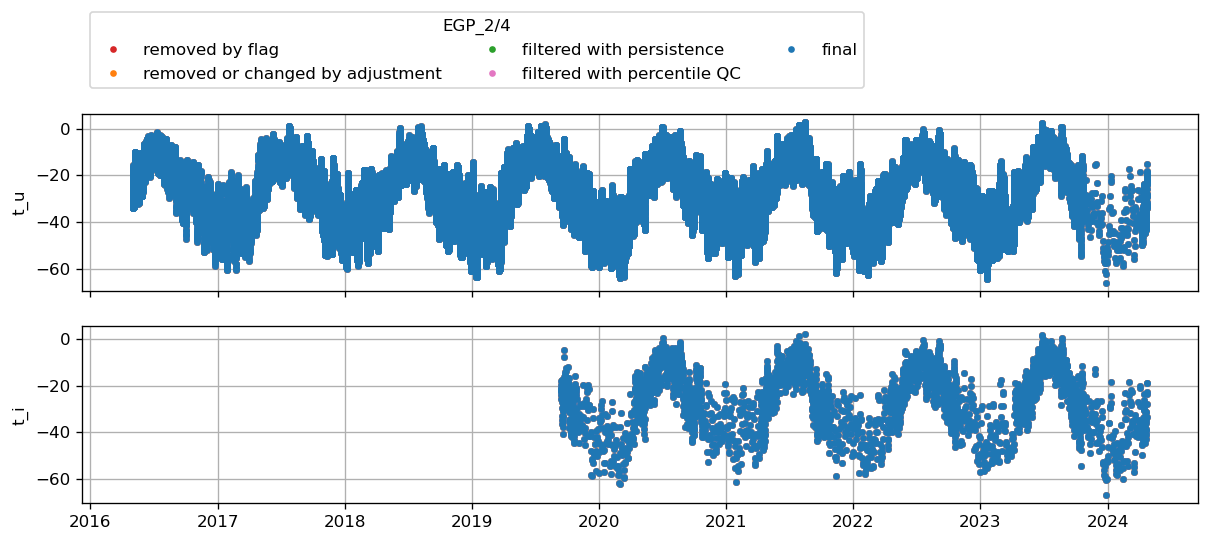 EGP_2/4
removed by flag
removed or changed by adjustment
filtered with persistence
filtered with percentile QC
final
0
−20
−40
−60
t_u
0
−20
−40
−60
t_i
2016 2017 2018 2019 2020 2021 2022 2023 2024